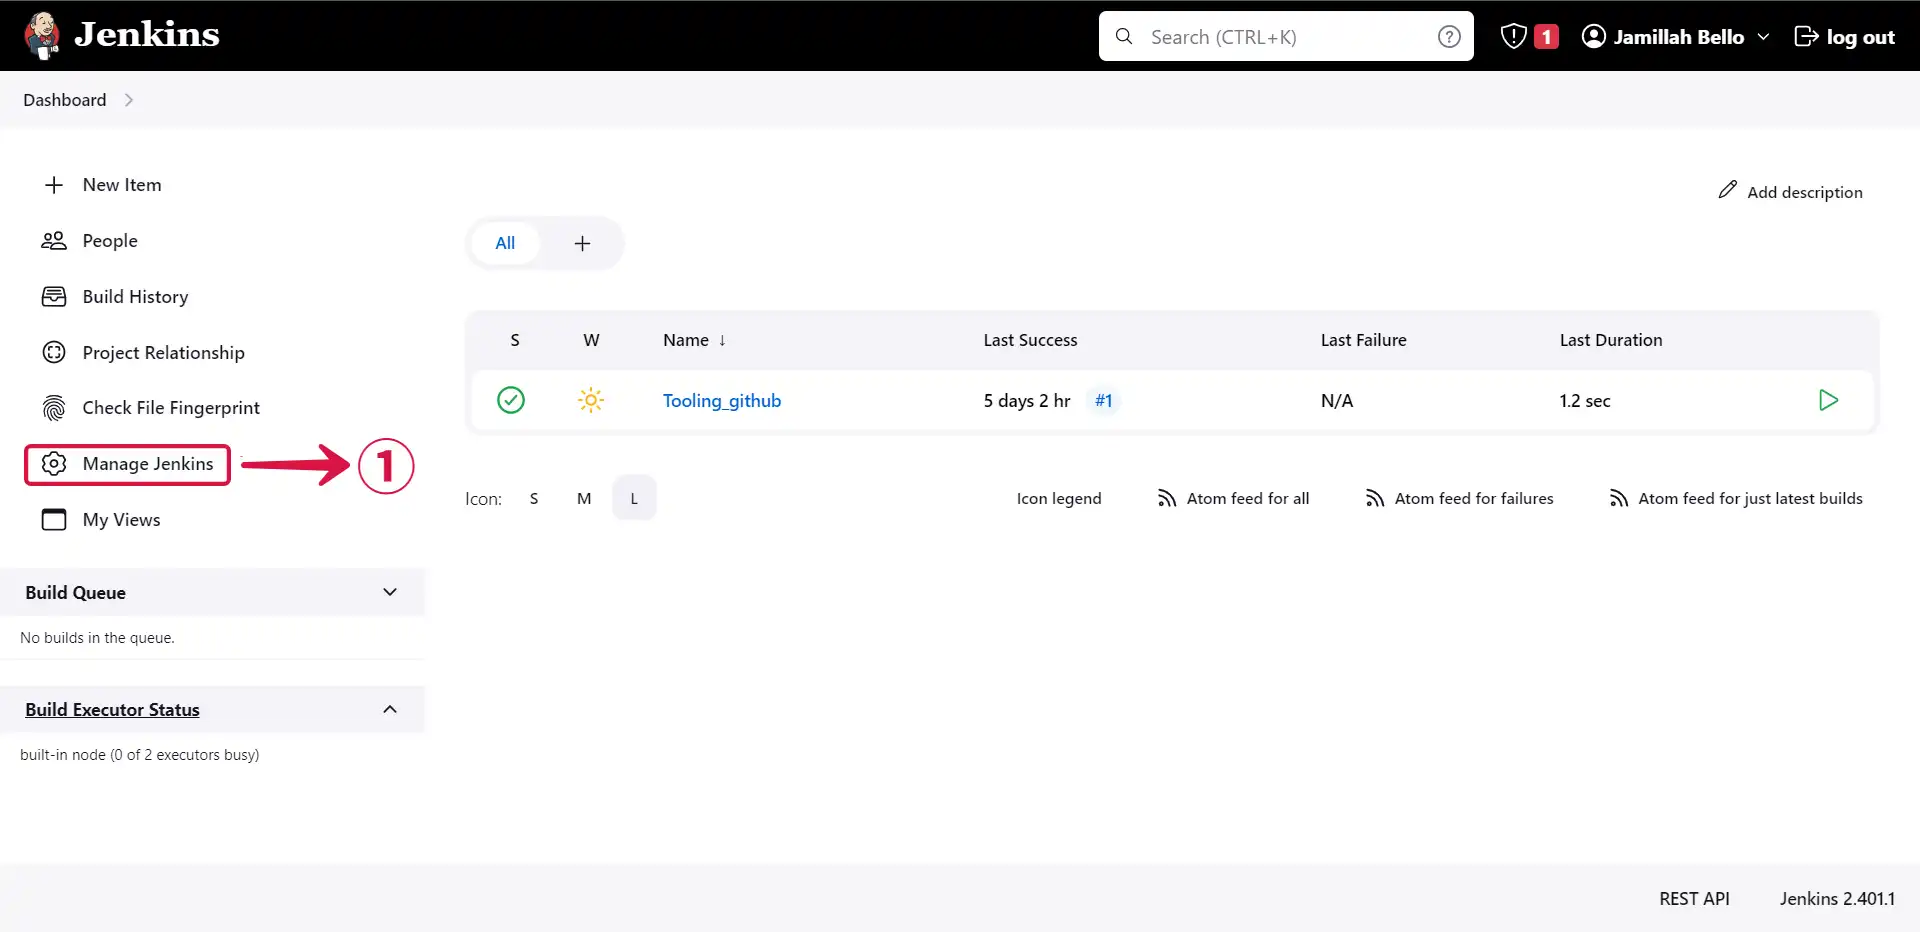 Jenkins
Search (CTRL+K)
?
1
Jamillah Bello
log out
Dashboard
New Item
People
Build History
Project Relationship
Check File Fingerprint
Manage Jenkins
1
My Views
Build Queue
No builds in the queue.
Build Executor Status
built-in node (0 of 2 executors busy)
Add description
All
+
S W Name ↓ Last Success Last Failure Last Duration
Tooling_github 5 days 2 hr #1 N/A 1.2 sec
Icon: S M L
Icon legend Atom feed for all Atom feed for failures Atom feed for just latest builds
REST API Jenkins 2.401.1